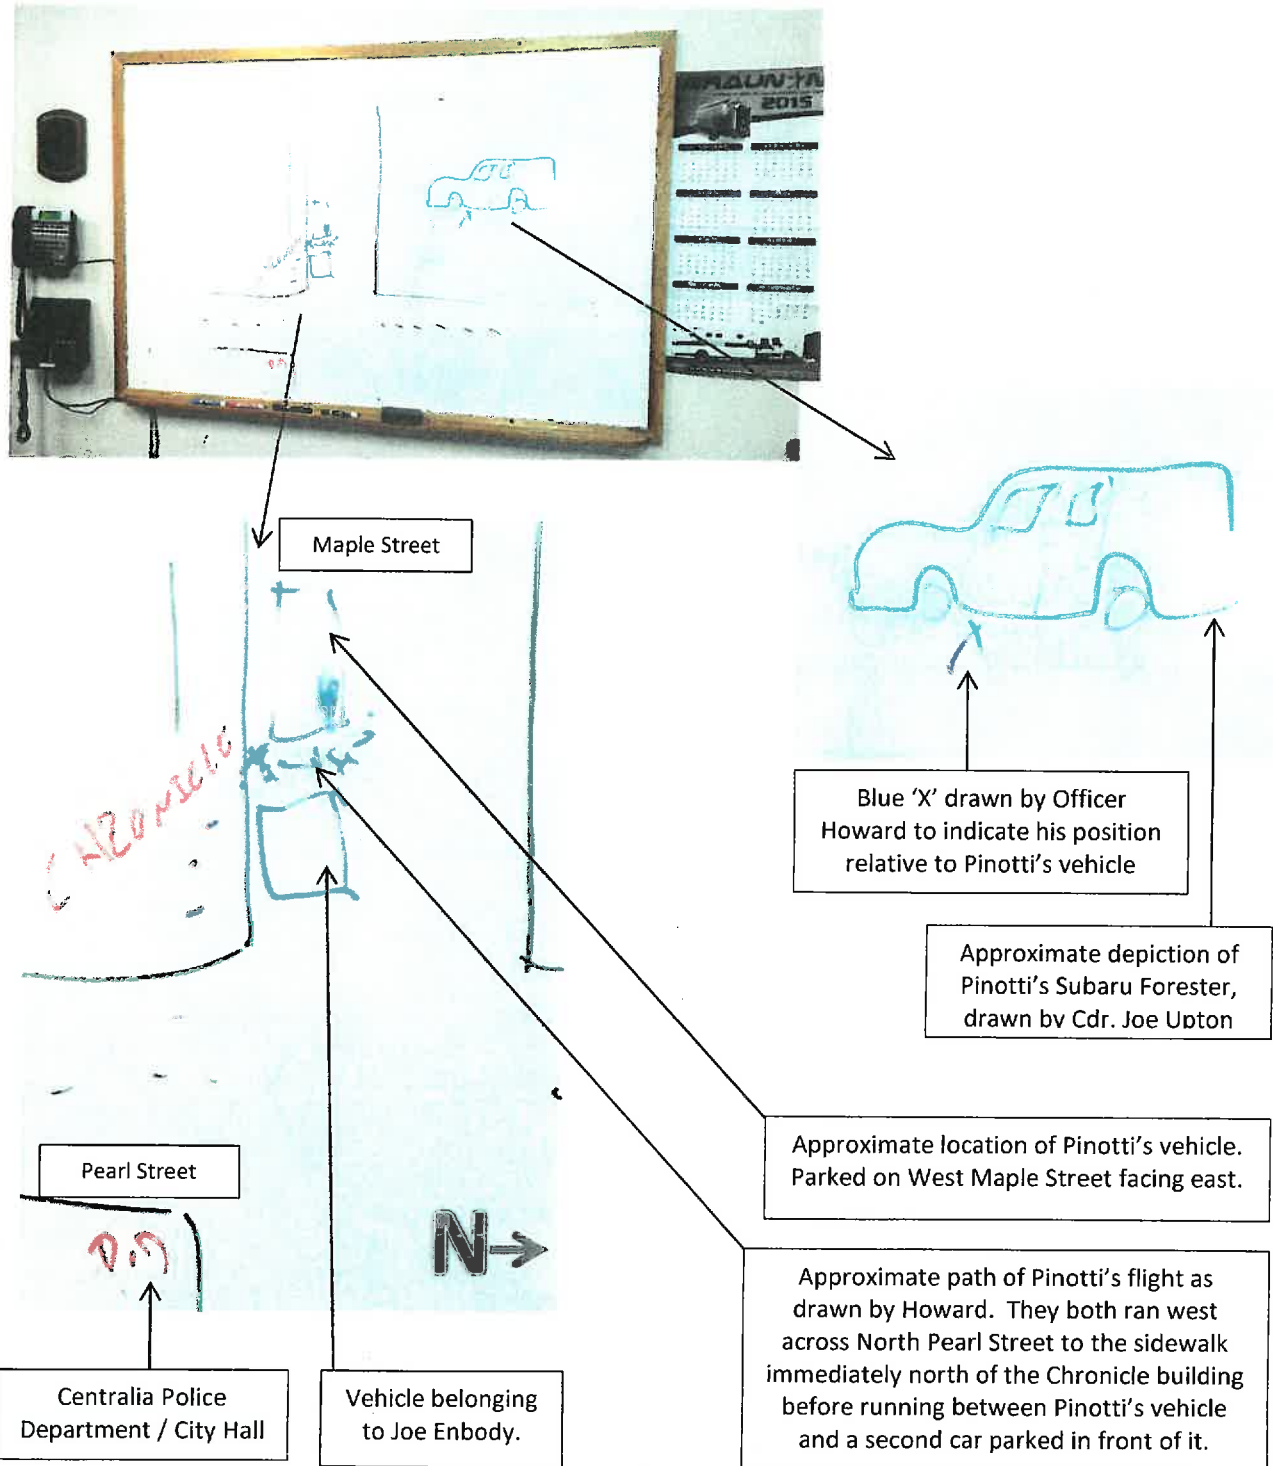 2015
Maple Street
Blue 'X' drawn by Officer
Howard to indicate his position
relative to Pinotti's vehicle
Approximate depiction of
Pinotti's Subaru Forester,
drawn by Cdr. Joe Upton
Approximate location of Pinotti's vehicle.
Parked on West Maple Street facing east.
Pearl Street
N
Approximate path of Pinotti's flight as
drawn by Howard. They both ran west
across North Pearl Street to the sidewalk
immediately north of the Chronicle building
before running between Pinotti's vehicle
and a second car parked in front of it.
Centralia Police
Department / City Hall
Vehicle belonging
to Joe Enbody.